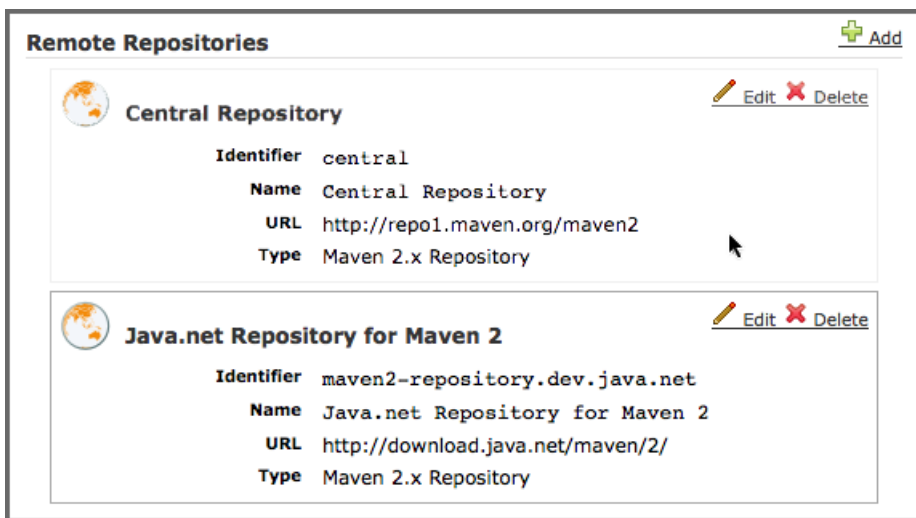 Remote Repositories
Add
Central Repository
Edit Delete
Identifier central
Name Central Repository
URL http://repo1.maven.org/maven2
Type Maven 2.x Repository
Java.net Repository for Maven 2
Edit Delete
Identifier maven2-repository.dev.java.net
Name Java.net Repository for Maven 2
URL http://download.java.net/maven/2/
Type Maven 2.x Repository